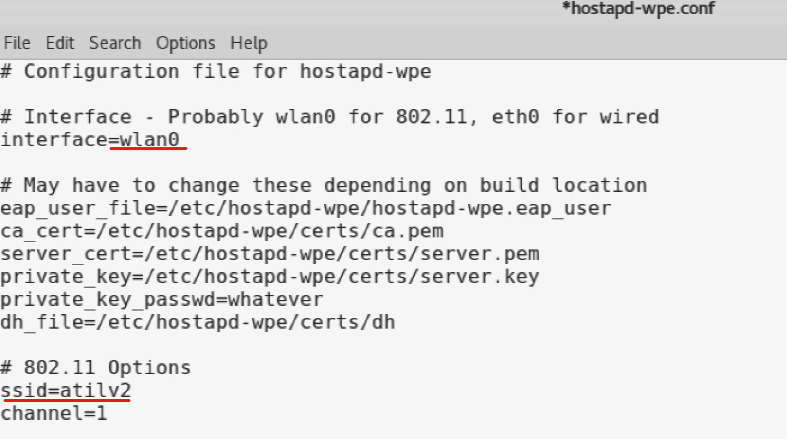 *hostapd-wpe.conf
File Edit Search Options Help
# Configuration file for hostapd-wpe
# Interface - Probably wlan0 for 802.11, eth0 for wired
interface=wlan0
# May have to change these depending on build location
eap_user_file=/etc/hostapd-wpe/hostapd-wpe.eap_user
ca_cert=/etc/hostapd-wpe/certs/ca.pem
server_cert=/etc/hostapd-wpe/certs/server.pem
private_key=/etc/hostapd-wpe/certs/server.key
private_key_passwd=whatever
dh_file=/etc/hostapd-wpe/certs/dh
# 802.11 Options
ssid=atilv2
channel=1